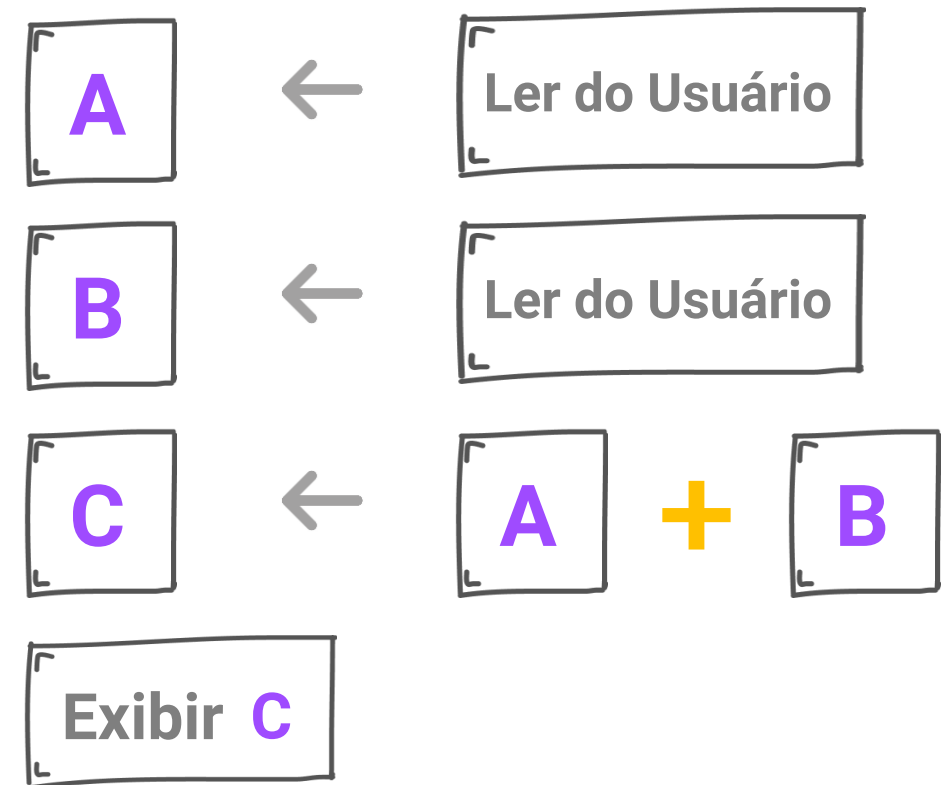 A ← Ler do Usuário
B ← Ler do Usuário
C ← A + B
Exibir C